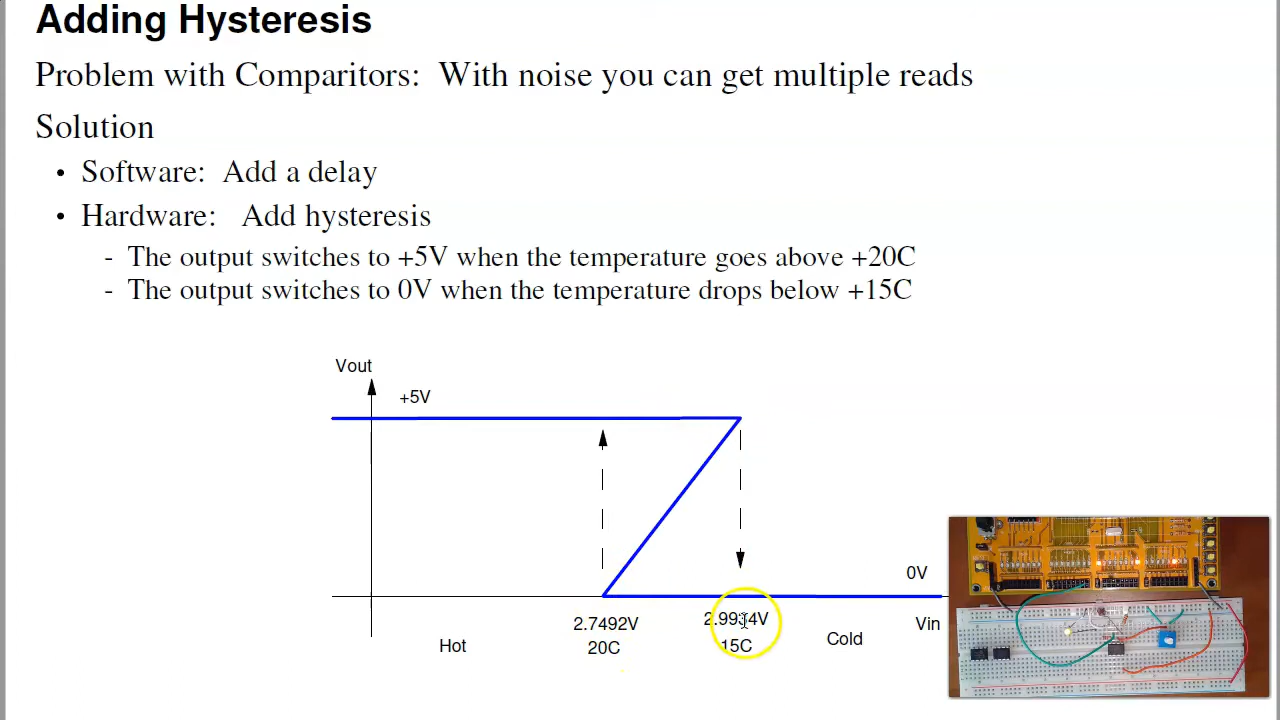 Adding Hysteresis
Problem with Comparitors: With noise you can get multiple reads
Solution
• Software: Add a delay
• Hardware: Add hysteresis
- The output switches to +5V when the temperature goes above +20C
- The output switches to 0V when the temperature drops below +15C
Vout
+5V
0V
2.7492V
Vin
Hot
20C
15C
Cold